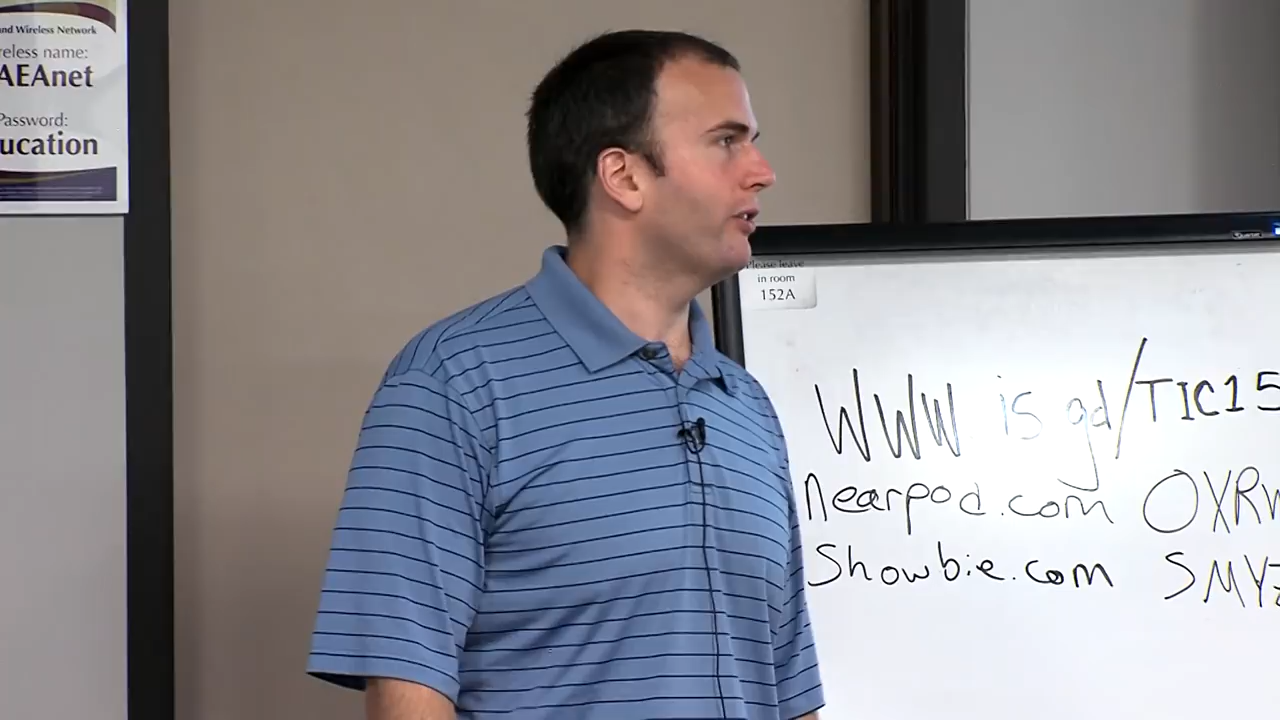 and Wireless Network
reless name:
AEAnet
Password:
ucation
Please leave
in room
152A
www is gd/TIC15
Nearpod.com OXR
Showbie.com SMY